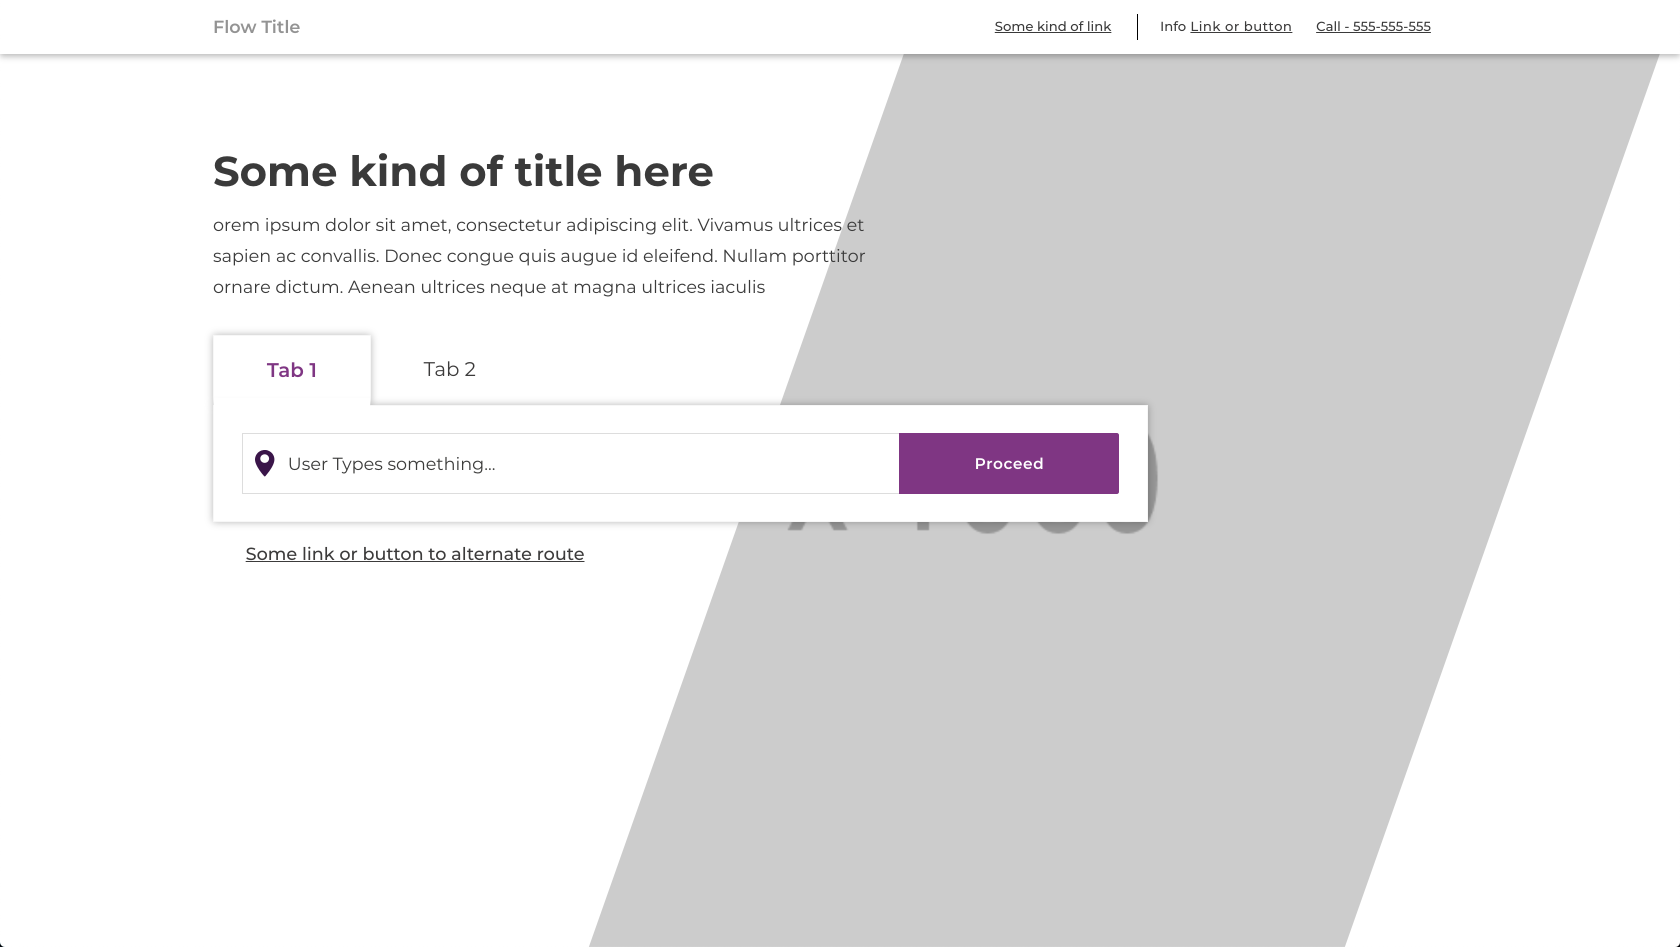 Flow Title
Some kind of link
Info Link or button
Call - 555-555-555
Some kind of title here
orem ipsum dolor sit amet, consectetur adipiscing elit. Vivamus ultrices et
sapien ac convallis. Donec congue quis augue id eleifend. Nullam porttitor
ornare dictum. Aenean ultrices neque at magna ultrices iaculis
Tab 1
Tab 2
User Types something...
Proceed
Some link or button to alternate route